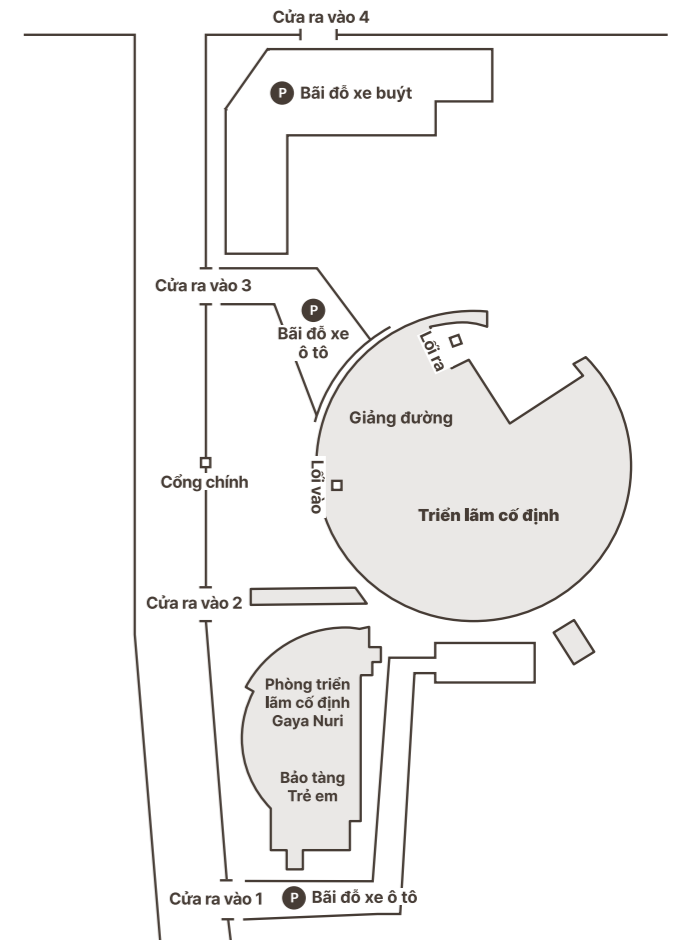 Cửa ra vào 4
P Bãi đỗ xe buýt
Cửa ra vào 3
P
Bãi đỗ xe
ô tô
Lối ra
Giảng đường
Cổng chính
Lối vào
Triển lãm cố định
Cửa ra vào 2
Phòng triển
lãm cố định
Gaya Nuri
Bảo tàng
Trẻ em
Cửa ra vào 1
P Bãi đỗ xe ô tô